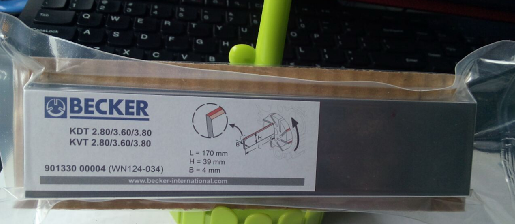 BECKER
KDT 2.80/3.60/3.80
KVT 2.80/3.60/3.80
L = 170 mm
H = 39 mm
B = 4 mm
901330 00004 (WN124-034)
www.becker-international.com